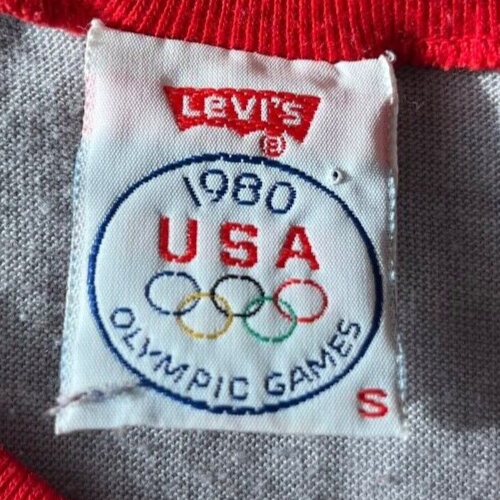 Levi's
®
1980
USA
OLYMPIC GAMES
S